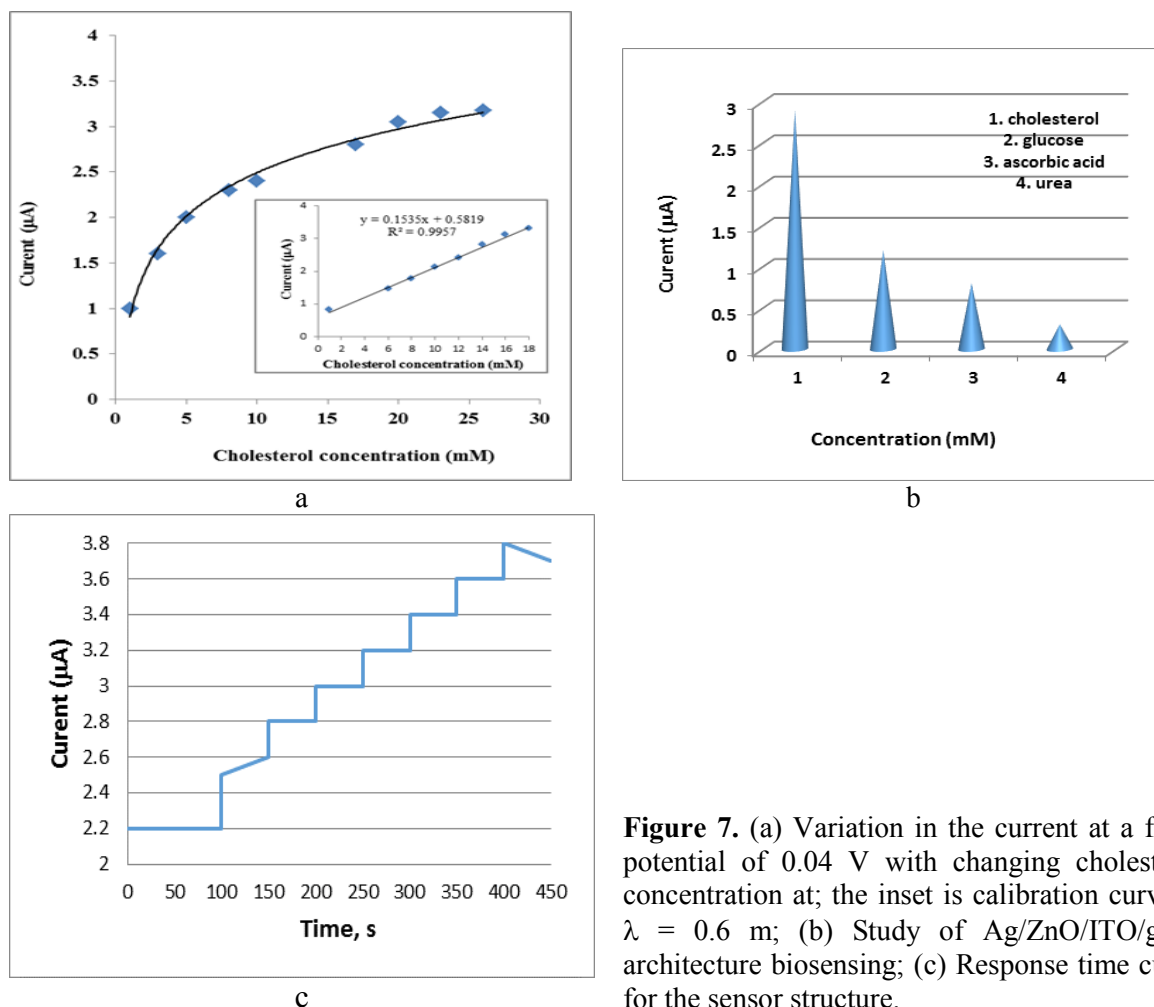 4
3.5
3
2.5
2
1.5
1
0.5
0
Curent (µA)
0 5 10 15 20 25 30
Cholesterol concentration (mM)
y = 0.1535x + 0.5819
R² = 0.9957
4
3
2
1
0
Curent (µA)
0 2 4 6 8 10 12 14 16 18
Cholesterol concentration (mM)
a
3
2.5
2
1.5
1
0.5
0
Curent (µA)
1. cholesterol
2. glucose
3. ascorbic acid
4. urea
1 2 3 4
Concentration (mM)
b
3.8
3.6
3.4
3.2
3
2.8
2.6
2.4
2.2
2
Curent (µA)
0 50 100 150 200 250 300 350 400 450
Time, s
c
Figure 7. (a) Variation in the current at a f
potential of 0.04 V with changing cholest
concentration at; the inset is calibration curv
λ = 0.6 m; (b) Study of Ag/ZnO/ITO/g
architecture biosensing; (c) Response time c
for the sensor structure.